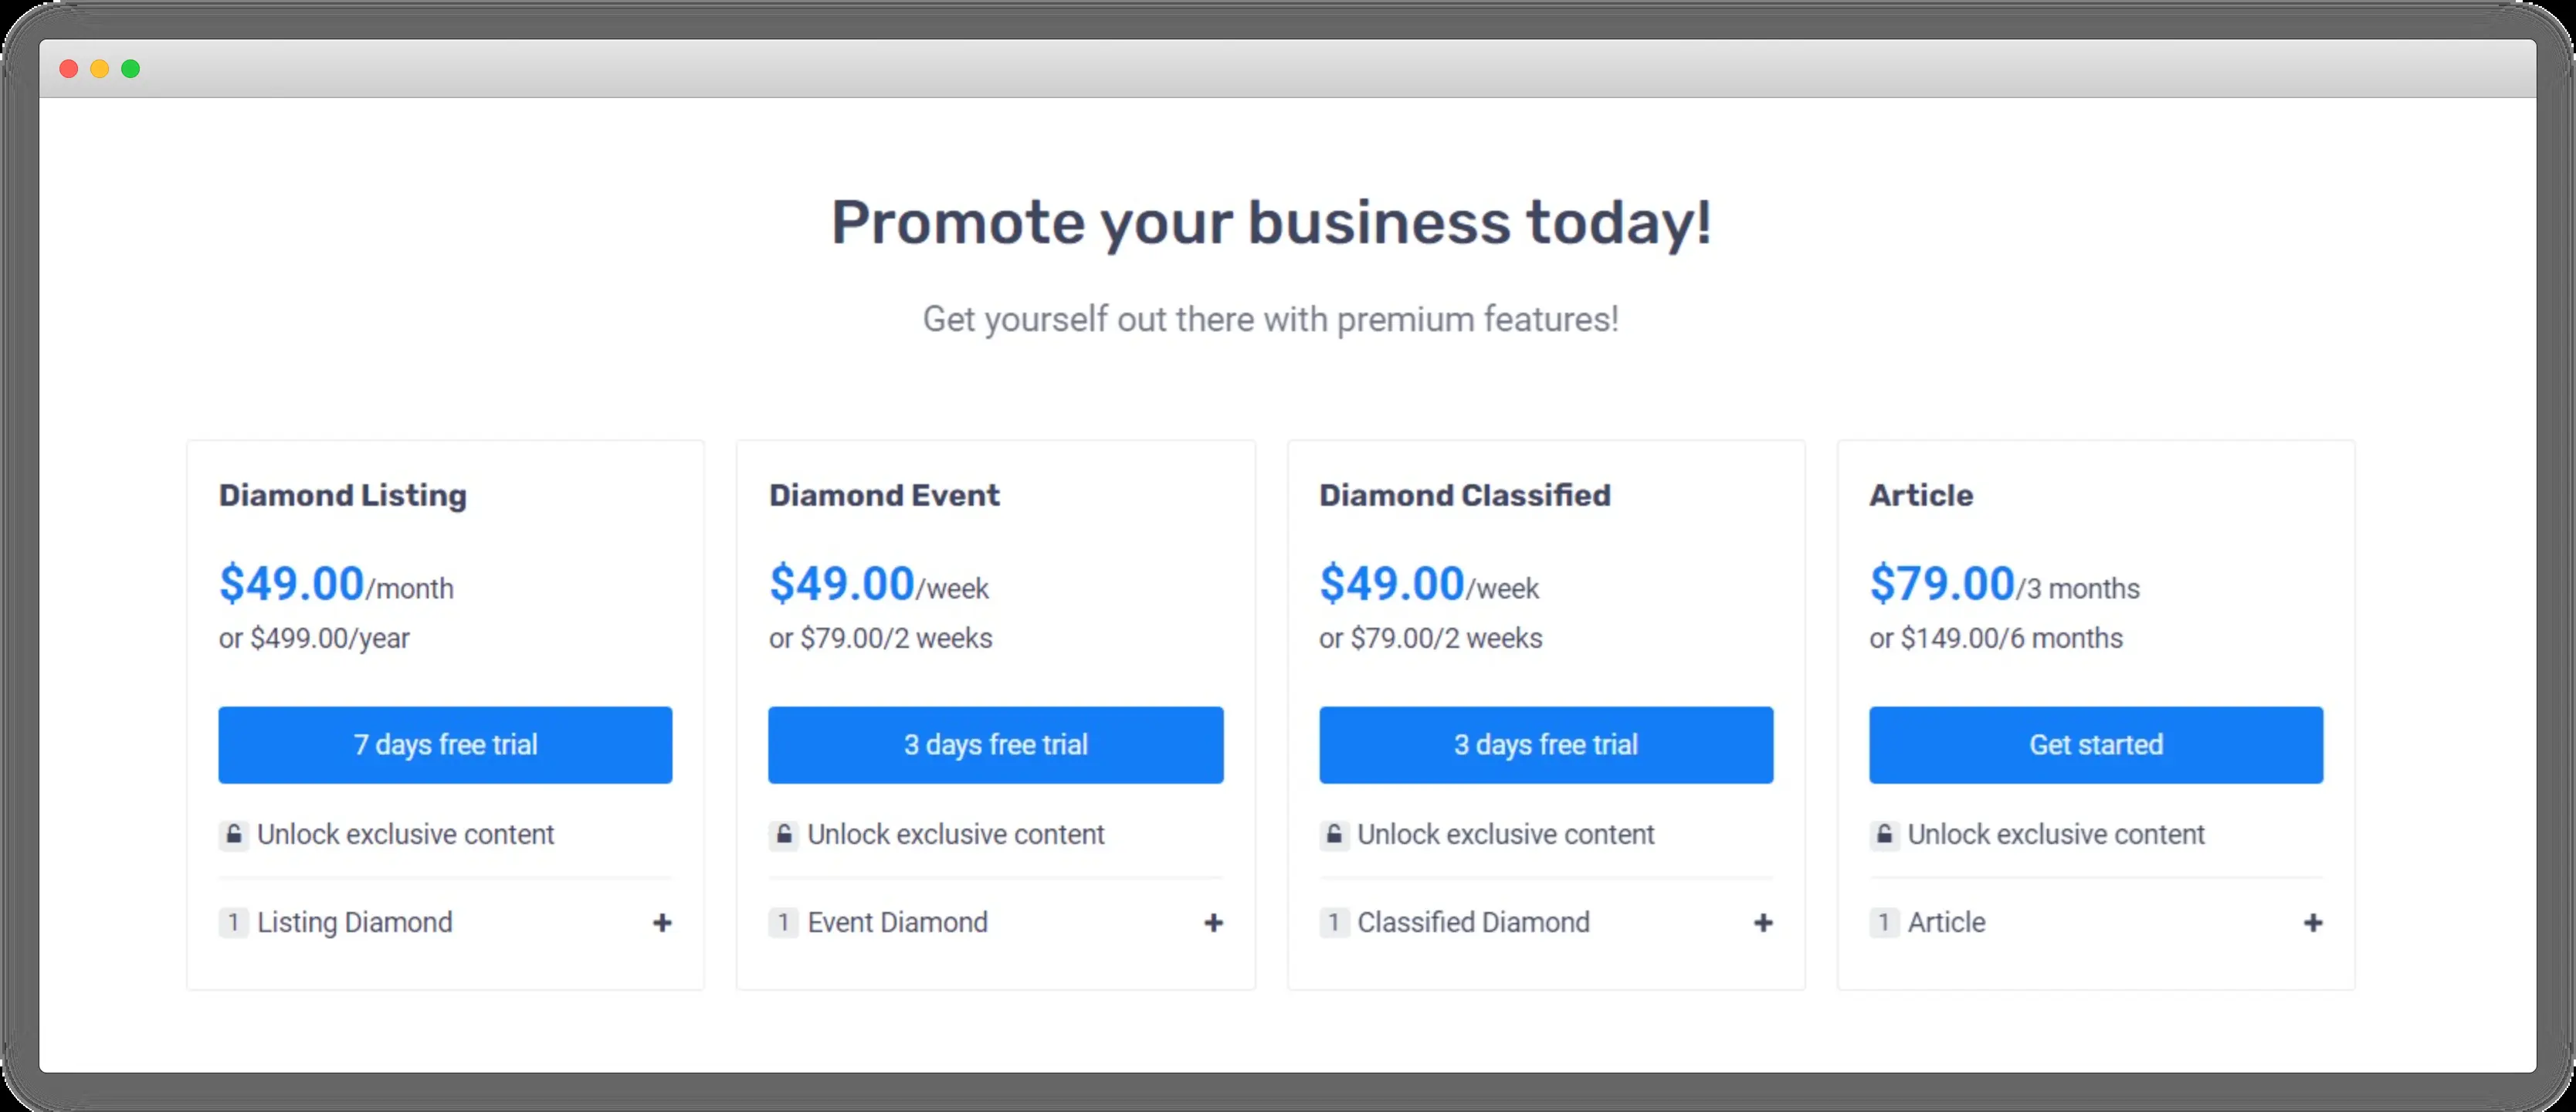 Promote your business today!
Get yourself out there with premium features!
Diamond Listing
$49.00/month
or $499.00/year
7 days free trial
Unlock exclusive content
1 Listing Diamond +
Diamond Event
$49.00/week
or $79.00/2 weeks
3 days free trial
Unlock exclusive content
1 Event Diamond +
Diamond Classified
$49.00/week
or $79.00/2 weeks
3 days free trial
Unlock exclusive content
1 Classified Diamond +
Article
$79.00/3 months
or $149.00/6 months
Get started
Unlock exclusive content
1 Article +